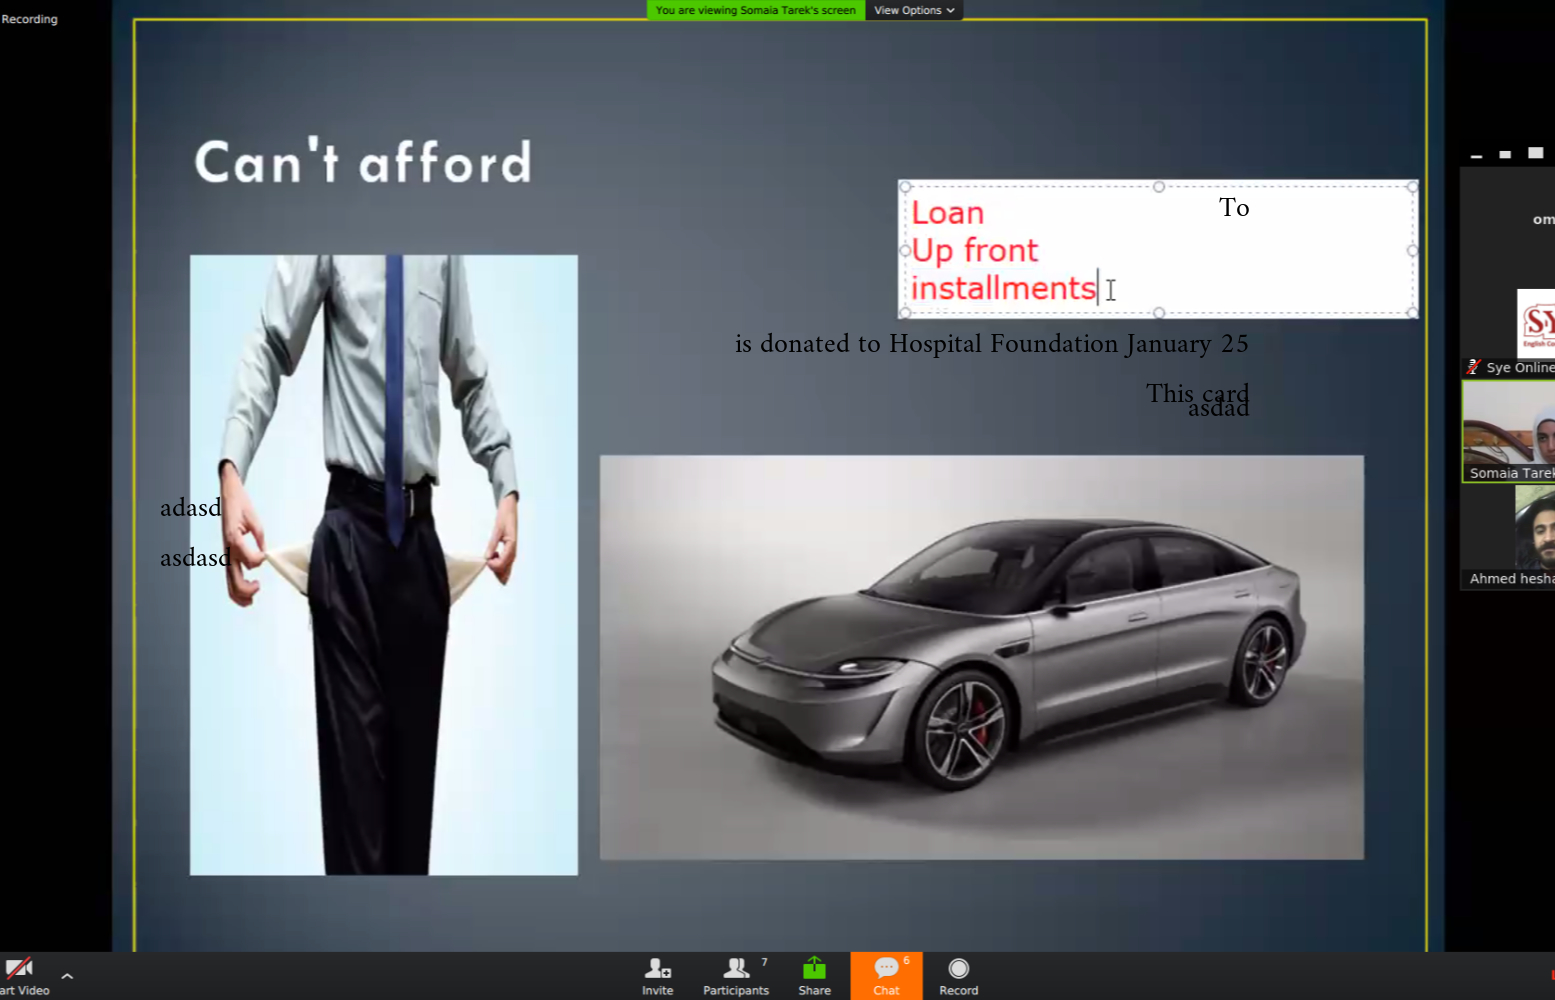 Recording
You are viewing Somaia Tarek's screen
View Options
Can't afford
Loan
Up front
installments
To
is donated to Hospital Foundation January 25
This card
asdad
adasd
asdasd
om
SY
English Co
Sye Online
Somaia Tarek
Ahmed hesha
art Video
Invite
7
Participants
Share
6
Chat
Record